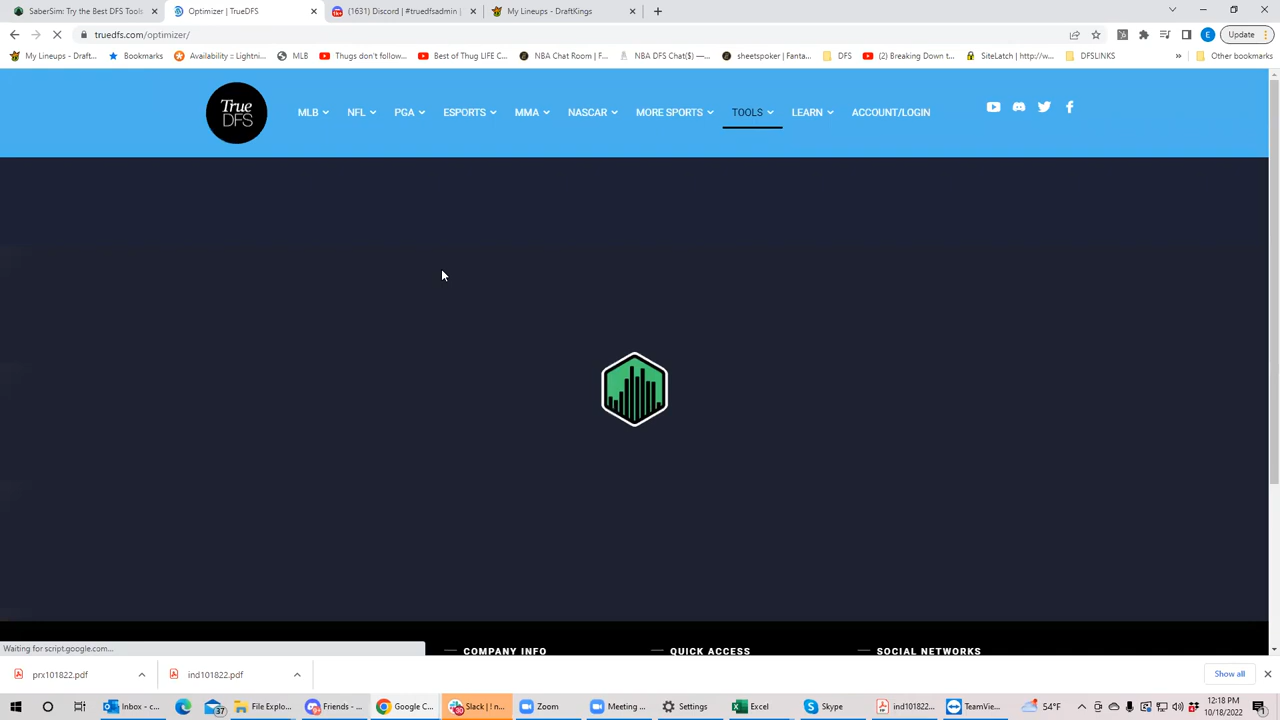 SaberSim: Try the Best DFS Tools
Optimizer | TrueDFS
(1631) Discord | #truedfsadmin |
My Lineups - DraftKings
truedfs.com/optimizer/
E
Update
My Lineups - Draft...
Bookmarks
Availability :: Lightni...
MLB
Thugs don't follow...
Best of Thug LIFE C...
NBA Chat Room | F...
NBA DFS Chat($)—...
sheetspoker | Fanta...
DFS
(2) Breaking Down t...
SiteLatch | http://w...
DFSLINKS
»
Other bookmarks
True
DFS
MLB
NFL
PGA
ESPORTS
MMA
NASCAR
MORE SPORTS
TOOLS
LEARN
ACCOUNT/LOGIN
Waiting for script.google.com...
COMPANY INFO
QUICK ACCESS
SOCIAL NETWORKS
prx101822.pdf
ind101822.pdf
Show all
Inbox - c...
37
File Explo...
Friends - ...
Google C...
Slack | ! n...
Zoom
Meeting ...
Settings
Excel
Skype
ind101822...
TeamVie...
54°F
12:18 PM
10/18/2022